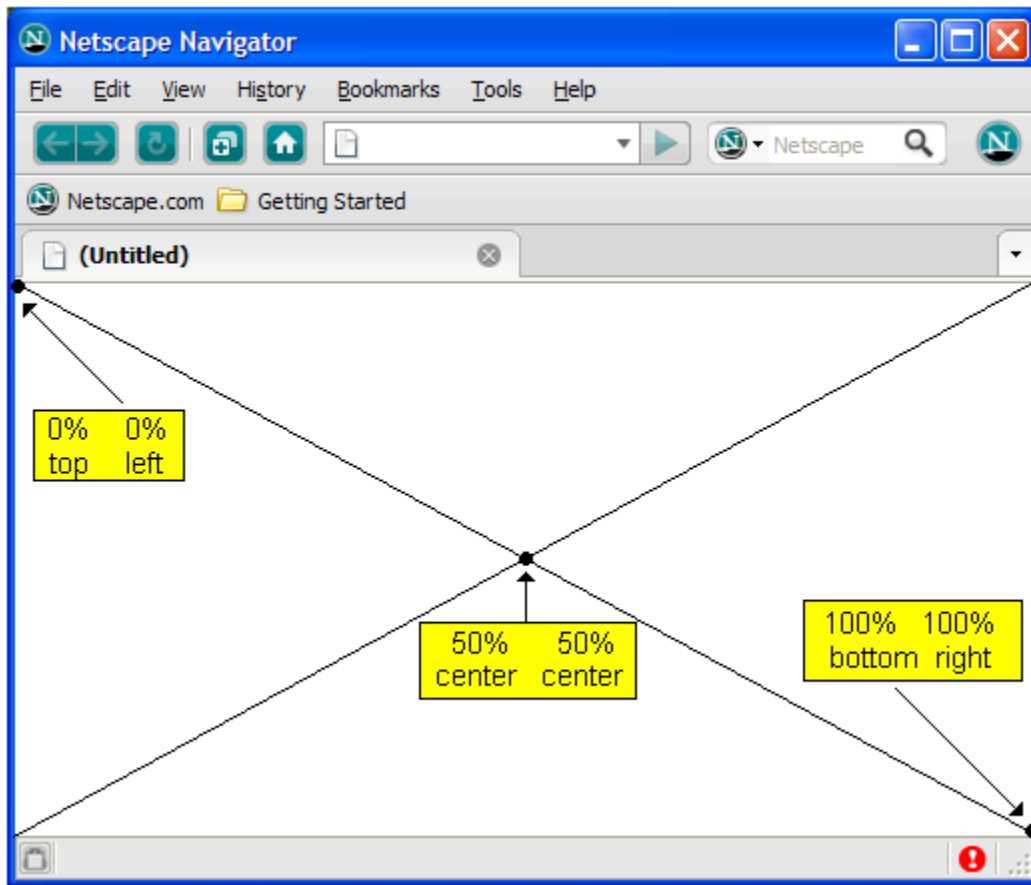 Netscape Navigator
File Edit View History Bookmarks Tools Help
N Netscape N
N Netscape.com Getting Started
(Untitled)
0% 0%
top left
50% 50%
center center
100% 100%
bottom right